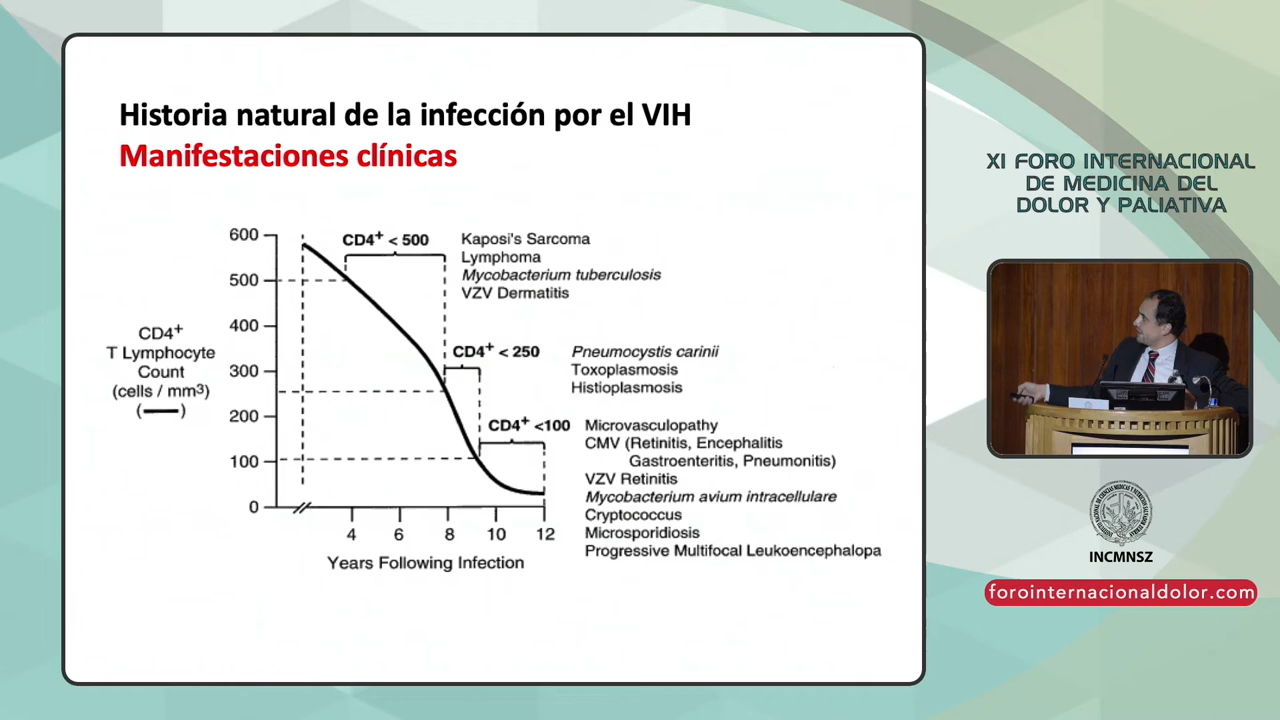 Historia natural de la infección por el VIH
Manifestaciones clínicas
600
500
400
300
200
100
0
CD4+
T Lymphocyte
Count
(cells / mm3)
( — )
4
6
8
10
12
Years Following Infection
CD4+ < 500
Kaposi's Sarcoma
Lymphoma
Mycobacterium tuberculosis
VZV Dermatitis
CD4+ < 250
Pneumocystis carinii
Toxoplasmosis
Histioplasmosis
CD4+ <100
Microvasculopathy
CMV (Retinitis, Encephalitis
Gastroenteritis, Pneumonitis)
VZV Retinitis
Mycobacterium avium intracellulare
Cryptococcus
Microsporidiosis
Progressive Multifocal Leukoencephalopa
XI FORO INTERNACIONAL
DE MEDICINA DEL
DOLOR Y PALIATIVA
INCMNSZ
forointernacionaldolor.com